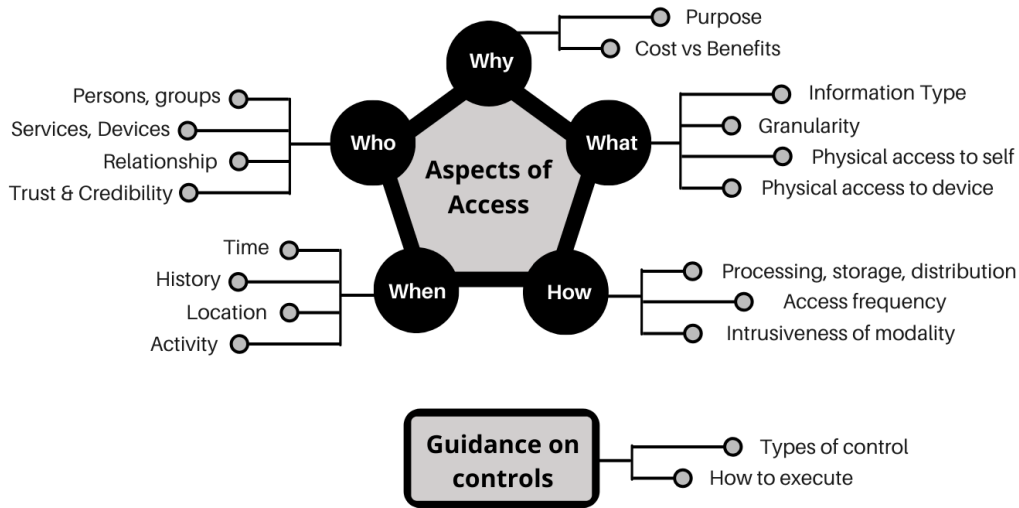 Why
Purpose
Cost vs Benefits
Who
Persons, groups
Services, Devices
Relationship
Trust & Credibility
What
Information Type
Granularity
Physical access to self
Physical access to device
Aspects of
Access
When
Time
History
Location
Activity
How
Processing, storage, distribution
Access frequency
Intrusiveness of modality
Guidance on
controls
Types of control
How to execute